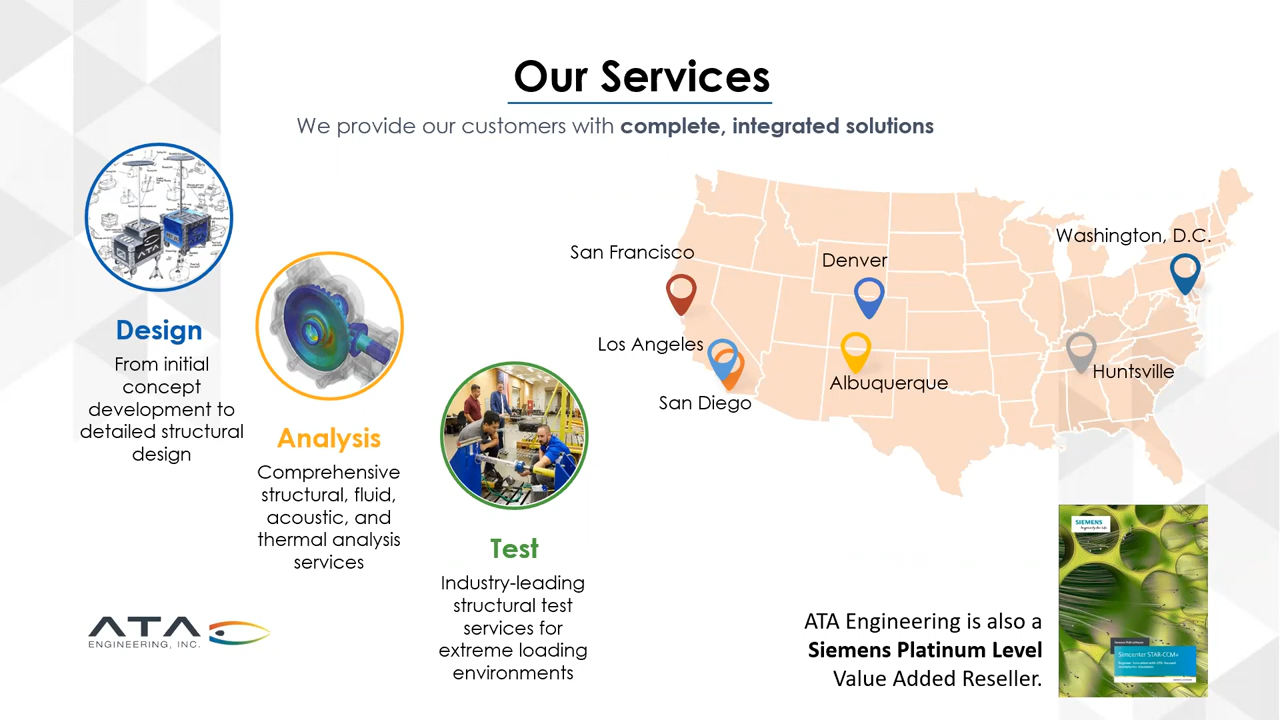 Our Services
We provide our customers with complete, integrated solutions
Design
From initial
concept
development to
detailed structural
design
Analysis
Comprehensive
structural, fluid,
acoustic, and
thermal analysis
services
Test
Industry-leading
structural test
services for
extreme loading
environments
San Francisco
Los Angeles
San Diego
Denver
Albuquerque
Washington, D.C.
Huntsville
ATA
ENGINEERING, INC.
ATA Engineering is also a
Siemens Platinum Level
Value Added Reseller.
SIEMENS
Simcenter STAR-CCM+